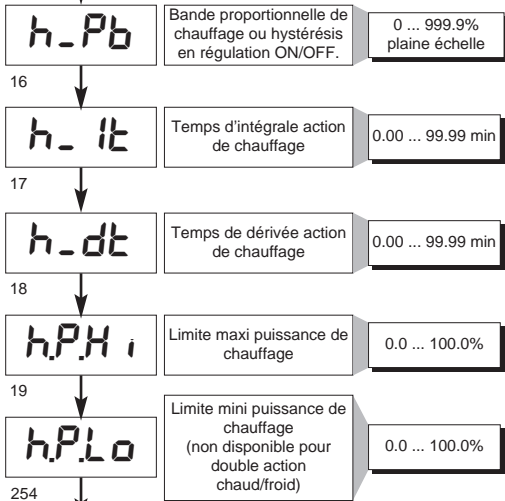 h_Pb
Bande proportionnelle de
chauffage ou hystérésis
en régulation ON/OFF.
0 ... 999.9%
plaine échelle
16
h_ It
Temps d'intégrale action
de chauffage
0.00 ... 99.99 min
17
h_dt
Temps de dérivée action
de chauffage
0.00 ... 99.99 min
18
h.P.H i
Limite maxi puissance de
chauffage
0.0 ... 100.0%
19
h.P.Lo
Limite mini puissance de
chauffage
(non disponible pour
double action
chaud/froid)
0.0 ... 100.0%
254